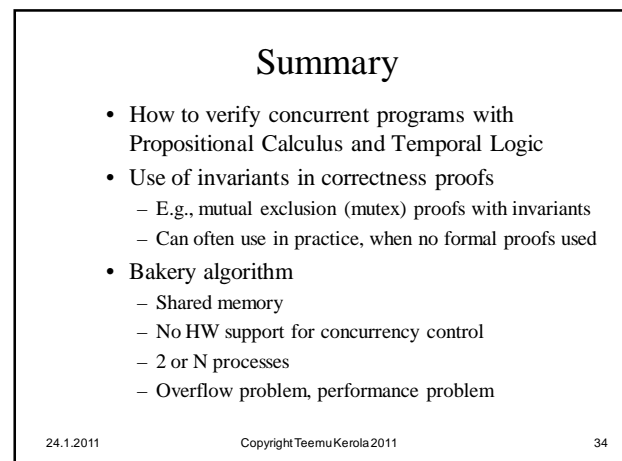 Summary
• How to verify concurrent programs with
Propositional Calculus and Temporal Logic
• Use of invariants in correctness proofs
– E.g., mutual exclusion (mutex) proofs with invariants
– Can often use in practice, when no formal proofs used
• Bakery algorithm
– Shared memory
– No HW support for concurrency control
– 2 or N processes
– Overflow problem, performance problem
24.1.2011 Copyright Teemu Kerola 2011 34